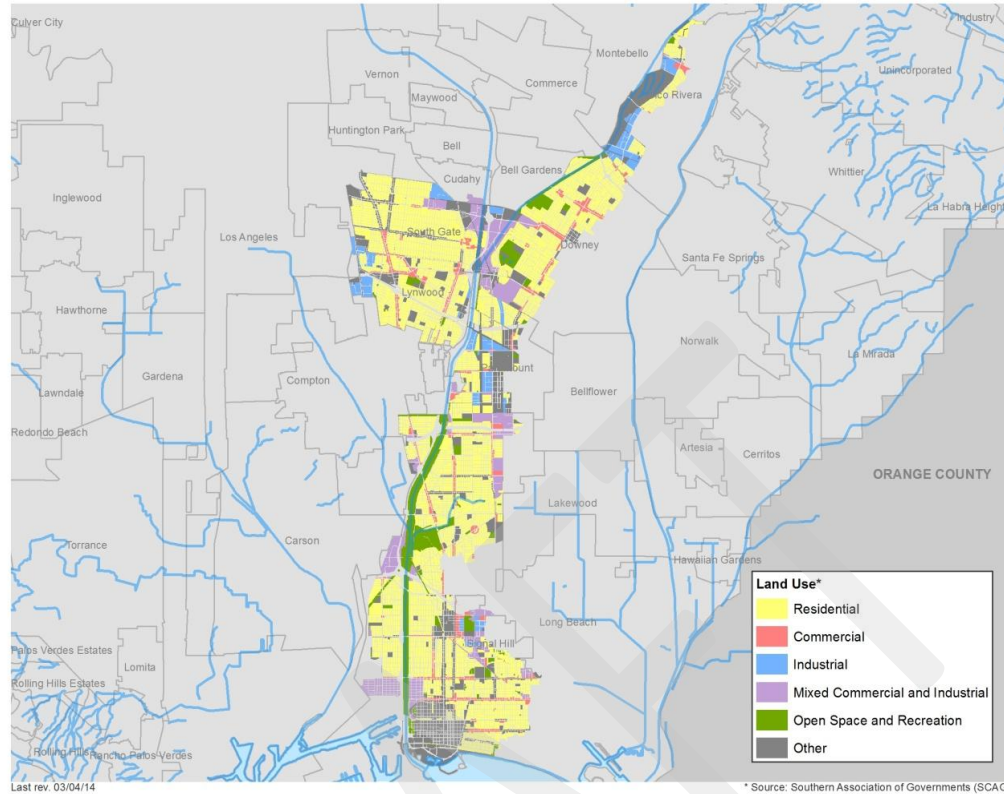 Culver City
Industry
Montebello
Vernon
Commerce
Unincorporated
Maywood
Pico Rivera
Huntington Park
Bell
Bell Gardens
Whittier
Cudahy
Inglewood
La Habra Height
South Gate
Los Angeles
Downey
Santa Fe Springs
Lynwood
Hawthorne
Norwalk
La Mirada
Gardena
Compton
Bellflower
Lawndale
Redondo Beach
Artesia
Cerritos
ORANGE COUNTY
Lakewood
Torrance
Carson
Hawaiian Gardens
Land Use*
Residential
Commercial
Industrial
Mixed Commercial and Industrial
Open Space and Recreation
Other
Long Beach
Signal Hill
Palos Verdes Estates
Lomita
Rolling Hills Estates
Rolling Hills
Rancho Palos Verdes
Last rev. 03/04/14
* Source: Southern Association of Governments (SCAG